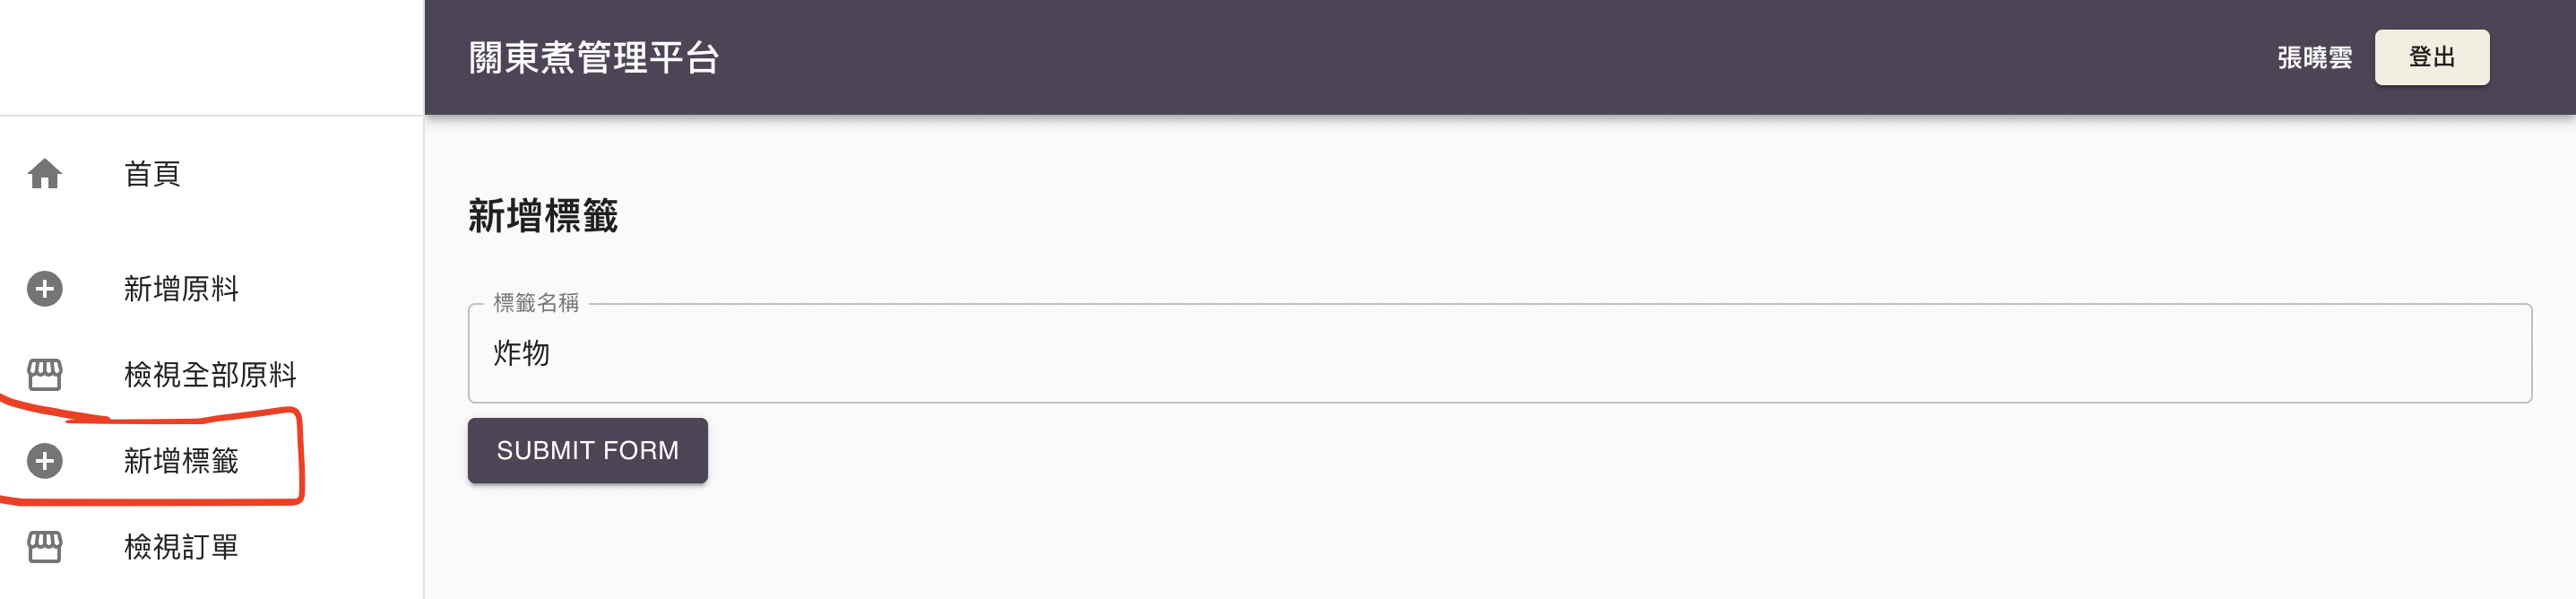 關東煮管理平台
張曉雲
登出
首頁
新增原料
檢視全部原料
新增標籤
檢視訂單
新增標籤
標籤名稱
炸物
SUBMIT FORM